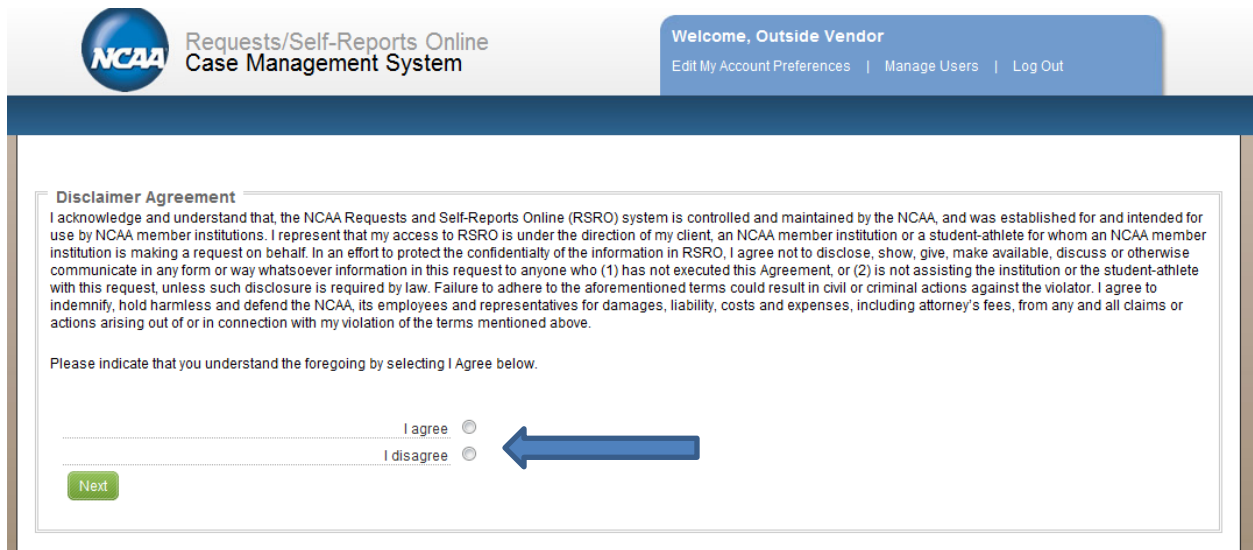 NCAA
Requests/Self-Reports Online
Case Management System
Welcome, Outside Vendor
Edit My Account Preferences | Manage Users | Log Out
Disclaimer Agreement
I acknowledge and understand that, the NCAA Requests and Self-Reports Online (RSRO) system is controlled and maintained by the NCAA, and was established for and intended for
use by NCAA member institutions. I represent that my access to RSRO is under the direction of my client, an NCAA member institution or a student-athlete for whom an NCAA member
institution is making a request on behalf. In an effort to protect the confidentialty of the information in RSRO, I agree not to disclose, show, give, make available, discuss or otherwise
communicate in any form or way whatsoever information in this request to anyone who (1) has not executed this Agreement, or (2) is not assisting the institution or the student-athlete
with this request, unless such disclosure is required by law. Failure to adhere to the aforementioned terms could result in civil or criminal actions against the violator. I agree to
indemnify, hold harmless and defend the NCAA, its employees and representatives for damages, liability, costs and expenses, including attorney's fees, from any and all claims or
actions arising out of or in connection with my violation of the terms mentioned above.
Please indicate that you understand the foregoing by selecting I Agree below.
I agree
I disagree
Next